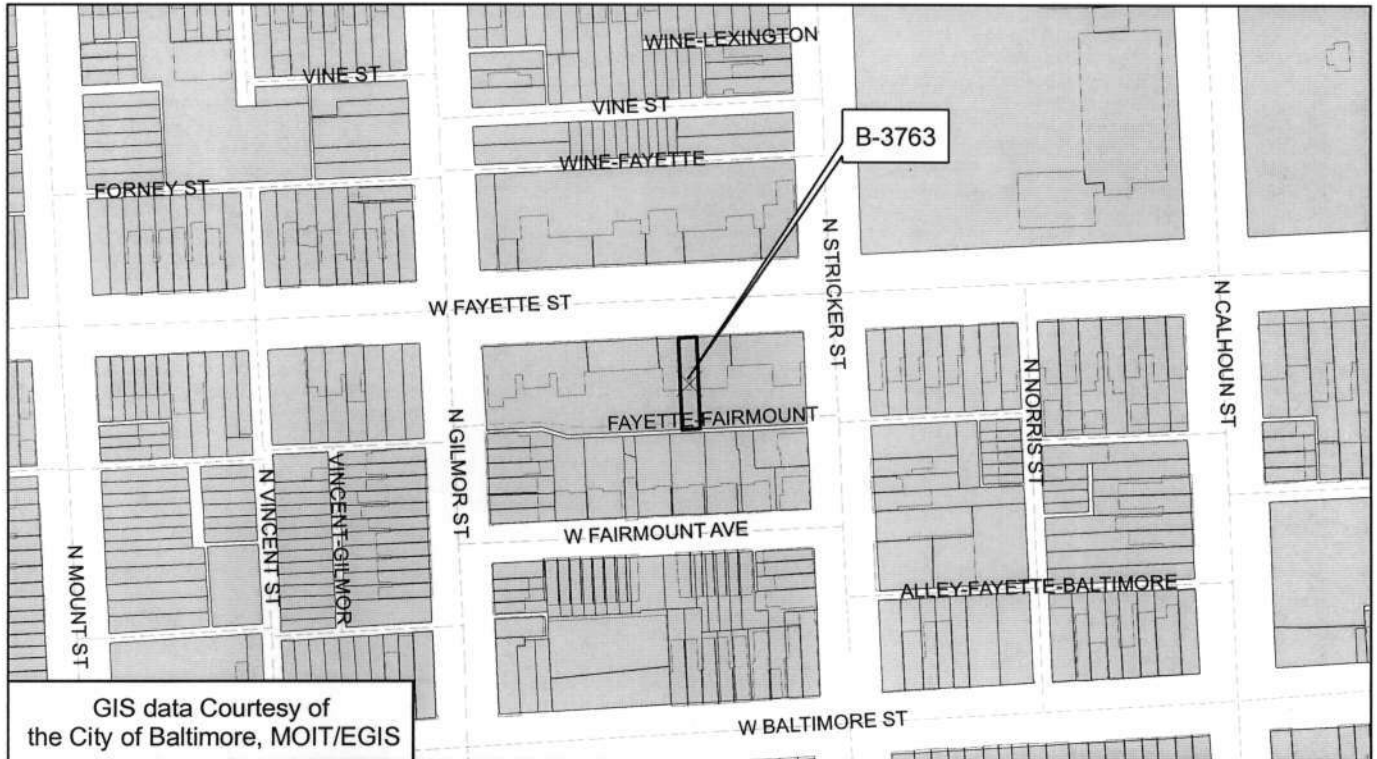 WINE-LEXINGTON
VINE ST
VINE ST
B-3763
WINE-FAYETTE
FORNEY ST
N STRICKER ST
W FAYETTE ST
N CALHOUN ST
N NORRIS ST
FAYETTE-FAIRMOUNT
N GILMOR ST
VINCENT-GILMOR
N VINCENT ST
W FAIRMOUNT AVE
N MOUNT ST
ALLEY-FAYETTE-BALTIMORE
GIS data Courtesy of
the City of Baltimore, MOIT/EGIS
W BALTIMORE ST